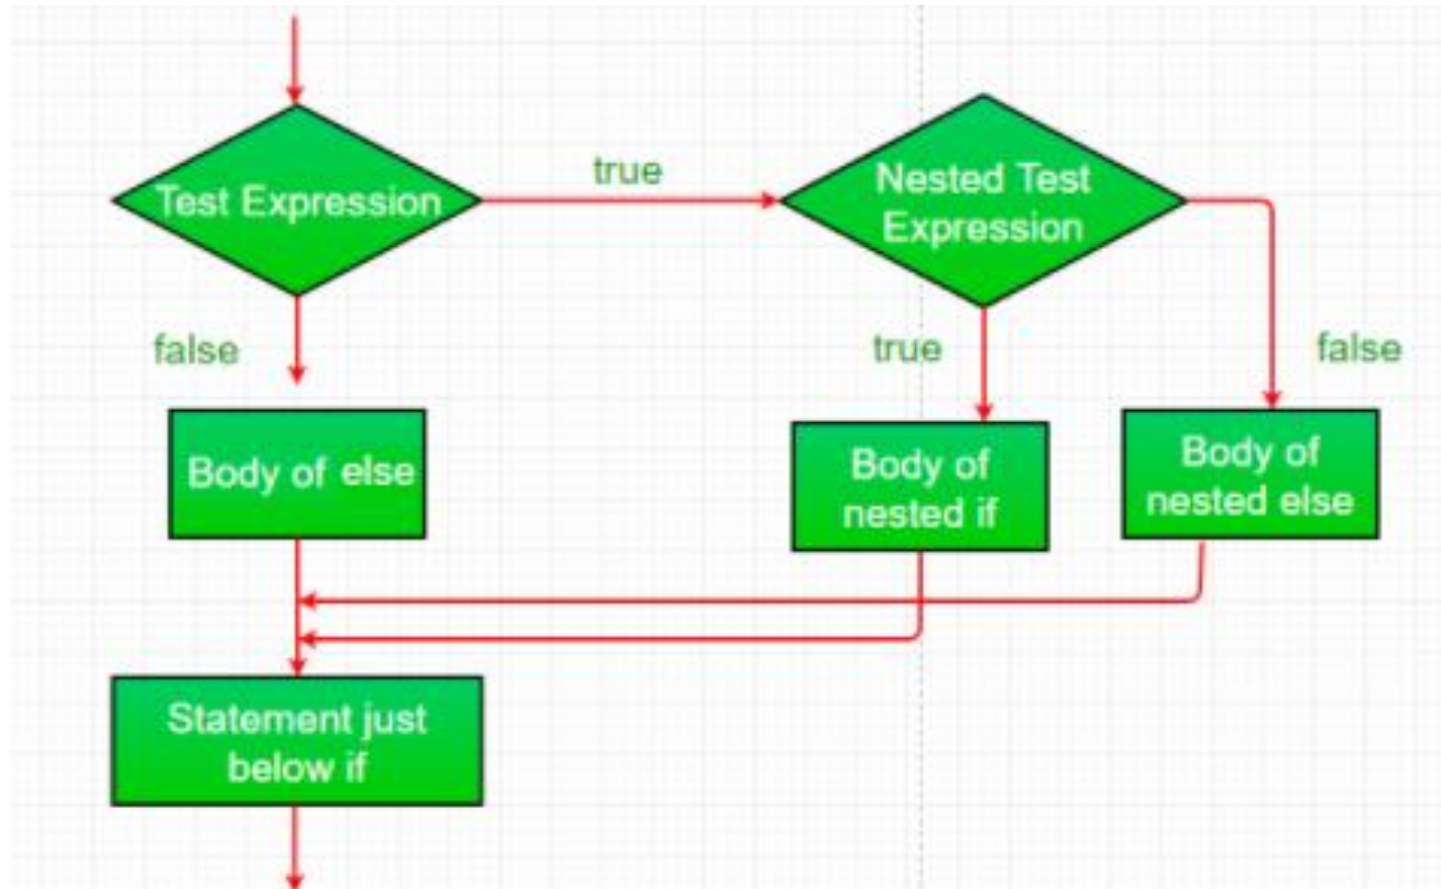 Test Expression
true
Nested Test
Expression
false
true
false
Body of else
Body of
nested if
Body of
nested else
Statement just
below if